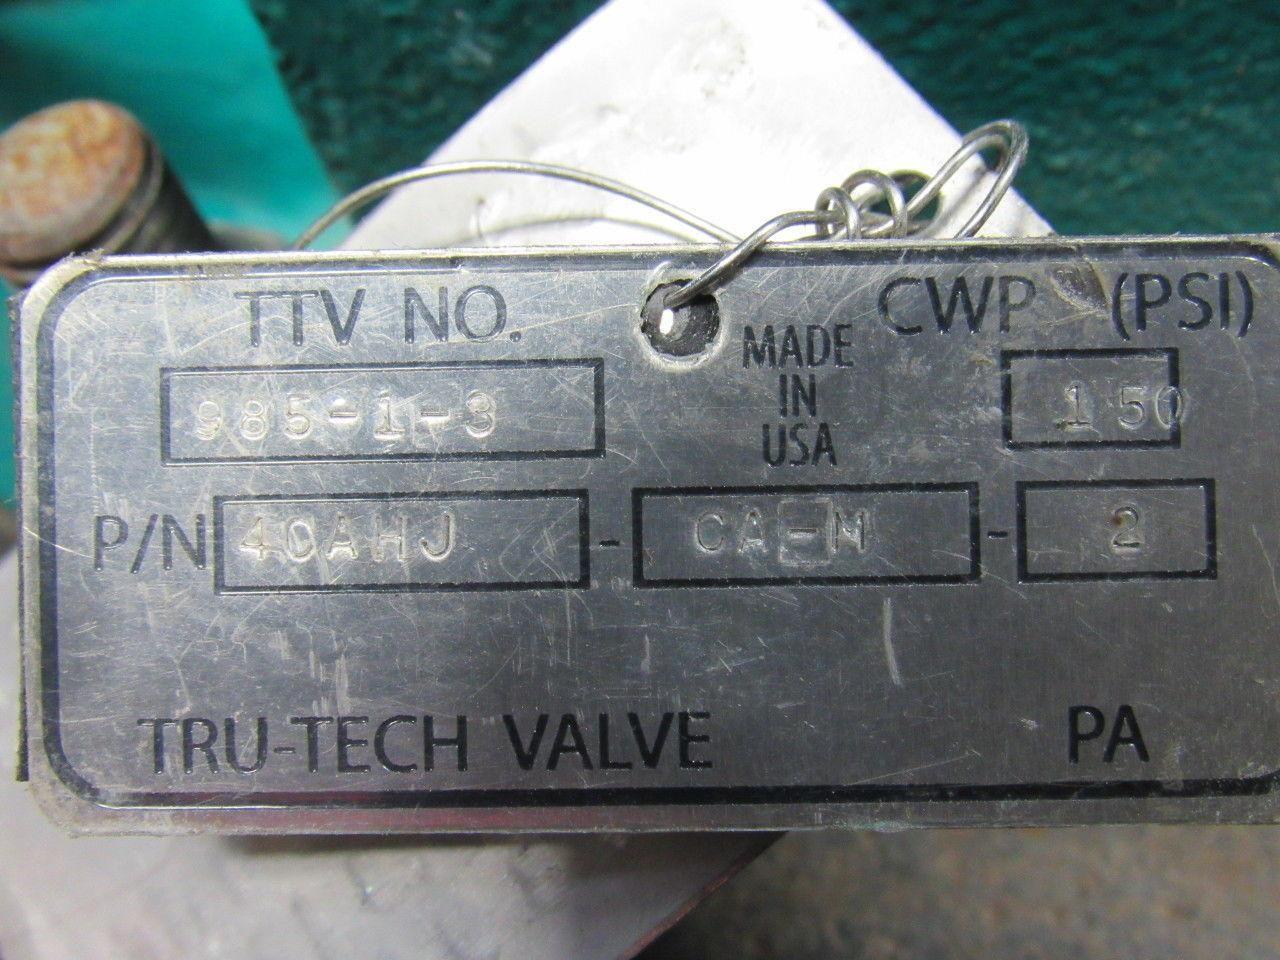 TTV NO.
CWP (PSI)
985-1-3
MADE
IN
USA
150
P/N 40AHJ - CA-M - 2
TRU-TECH VALVE
PA